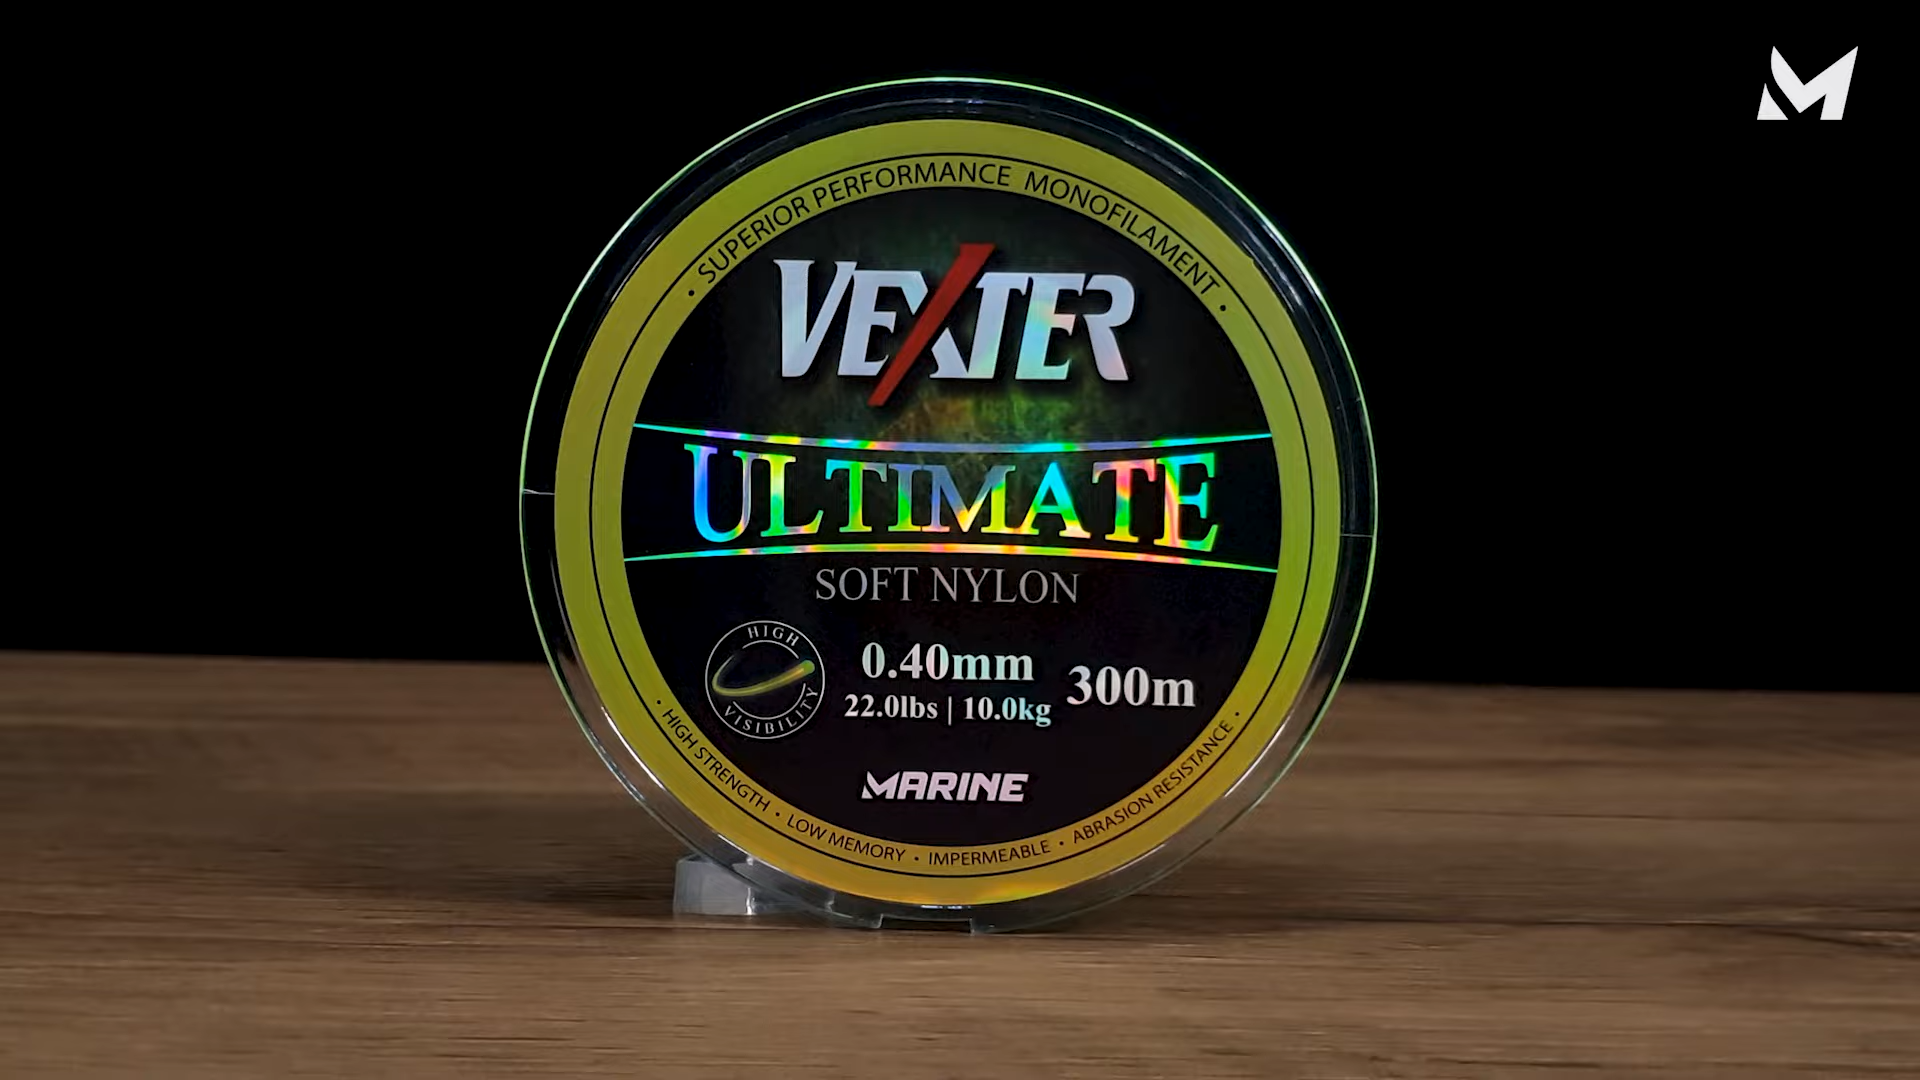 · SUPERIOR PERFORMANCE MONOFILAMENT ·
VEXTER
ULTIMATE
SOFT NYLON
HIGH
VISIBILITY
0.40mm
22.0lbs | 10.0kg
300m
MARINE
· HIGH STRENGTH · LOW MEMORY · IMPERMEABLE · ABRASION RESISTANCE ·
M